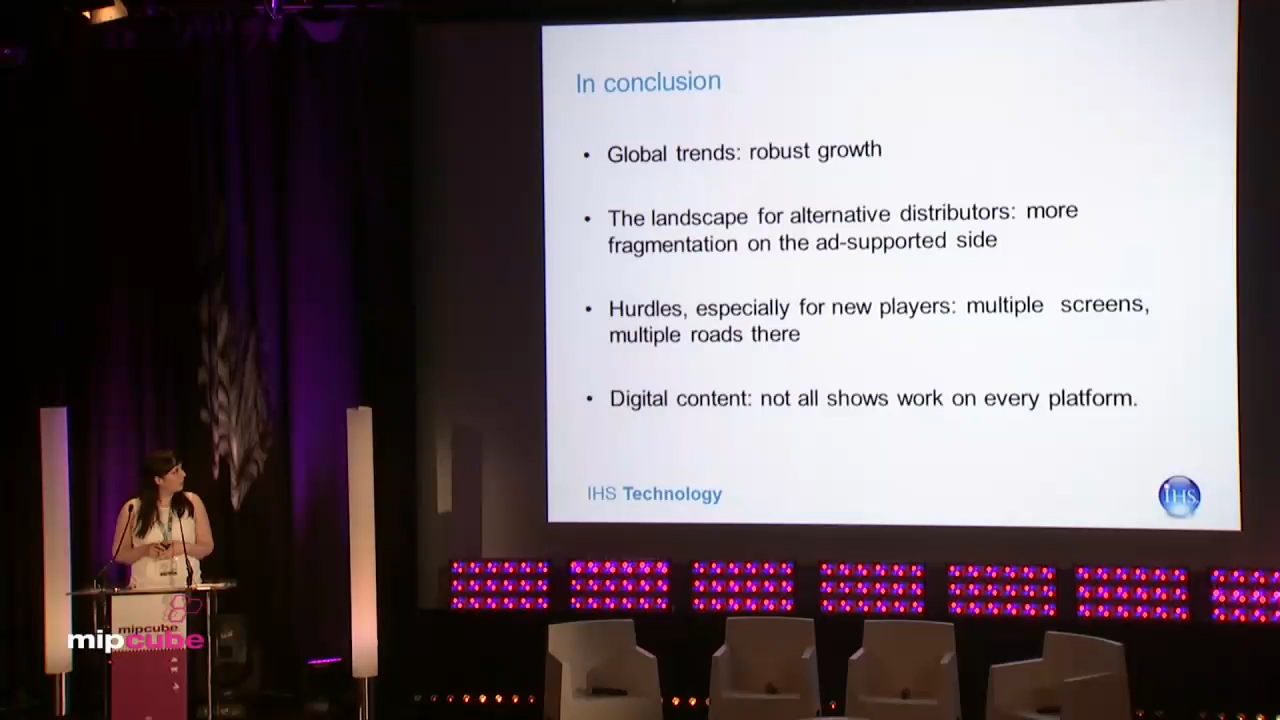 In conclusion
• Global trends: robust growth
• The landscape for alternative distributors: more
fragmentation on the ad-supported side
• Hurdles, especially for new players: multiple screens,
multiple roads there
• Digital content: not all shows work on every platform.
IHS Technology
IHS
mipcube
mipcube